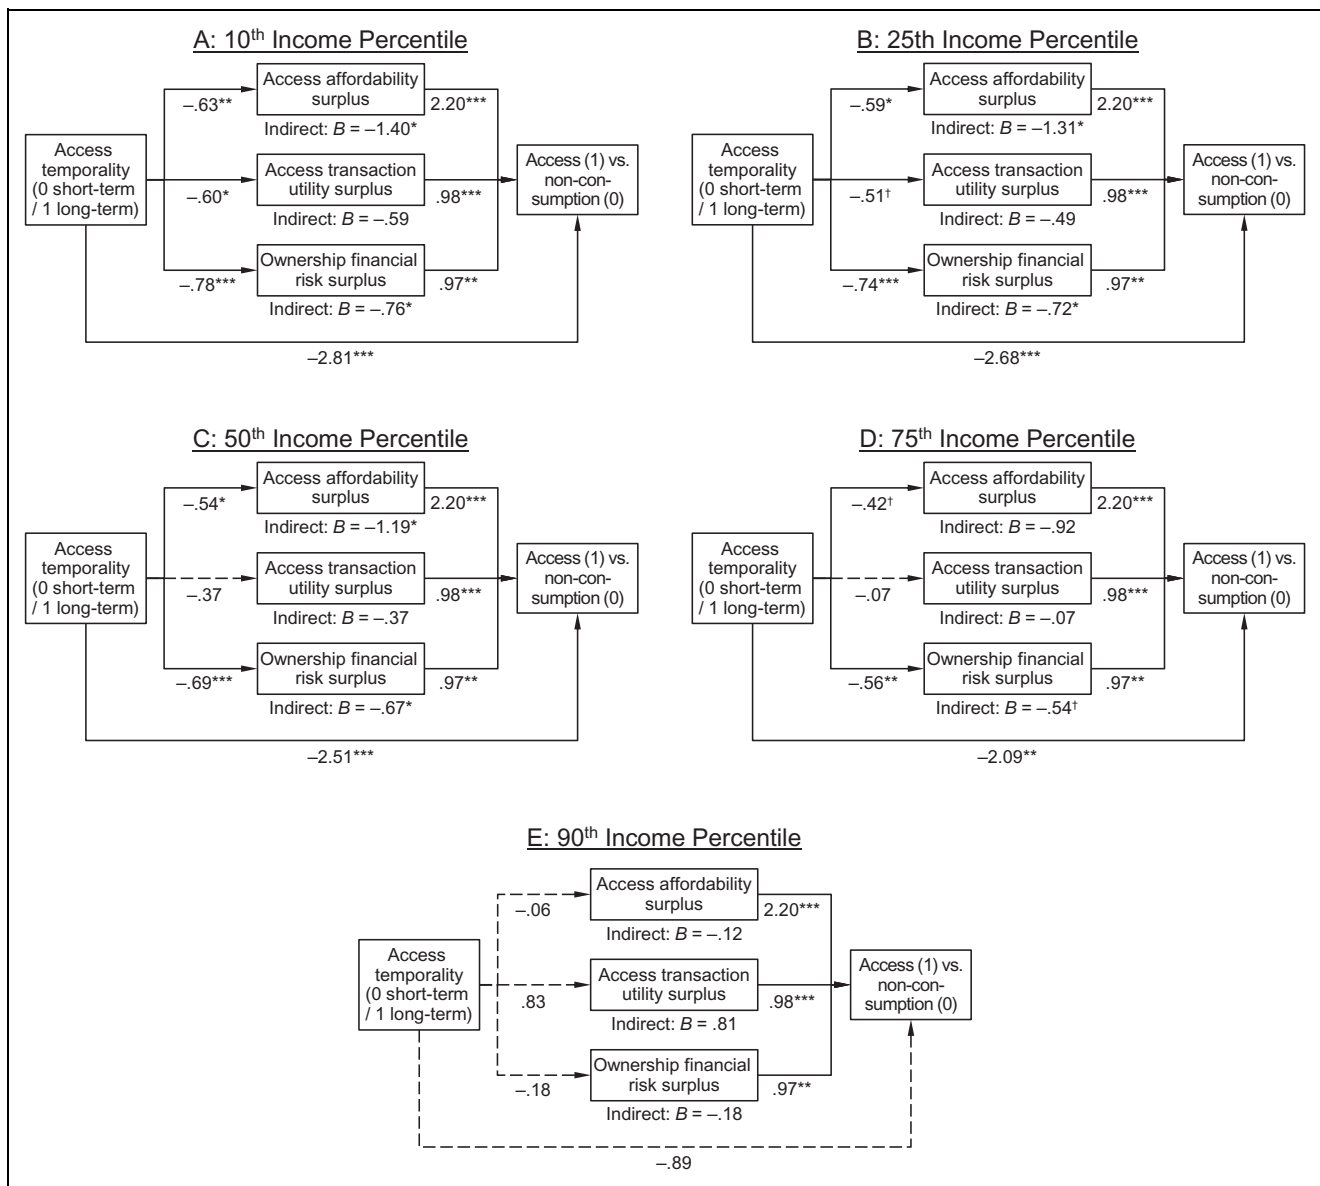 A: 10th Income Percentile
Access affordability
surplus
–.63**
2.20***
Indirect: B = –1.40*
Access
temporality
(0 short-term
/ 1 long-term)
Access transaction
utility surplus
–.60*
.98***
Indirect: B = –.59
Access (1) vs.
non-con-
sumption (0)
Ownership financial
risk surplus
–.78***
.97**
Indirect: B = –.76*
–2.81***
B: 25th Income Percentile
Access affordability
surplus
–.59*
2.20***
Indirect: B = –1.31*
Access
temporality
(0 short-term
/ 1 long-term)
Access transaction
utility surplus
–.51†
.98***
Indirect: B = –.49
Access (1) vs.
non-con-
sumption (0)
Ownership financial
risk surplus
–.74***
.97**
Indirect: B = –.72*
–2.68***
C: 50th Income Percentile
Access affordability
surplus
–.54*
2.20***
Indirect: B = –1.19*
Access
temporality
(0 short-term
/ 1 long-term)
Access transaction
utility surplus
–.37
.98***
Indirect: B = –.37
Access (1) vs.
non-con-
sumption (0)
Ownership financial
risk surplus
–.69***
.97**
Indirect: B = –.67*
–2.51***
D: 75th Income Percentile
Access affordability
surplus
–.42†
2.20***
Indirect: B = –.92
Access
temporality
(0 short-term
/ 1 long-term)
Access transaction
utility surplus
–.07
.98***
Indirect: B = –.07
Access (1) vs.
non-con-
sumption (0)
Ownership financial
risk surplus
–.56**
.97**
Indirect: B = –.54†
–2.09**
E: 90th Income Percentile
Access affordability
surplus
–.06
2.20***
Indirect: B = –.12
Access
temporality
(0 short-term
/ 1 long-term)
Access transaction
utility surplus
.83
.98***
Indirect: B = .81
Access (1) vs.
non-con-
sumption (0)
Ownership financial
risk surplus
–.18
.97**
Indirect: B = –.18
–.89